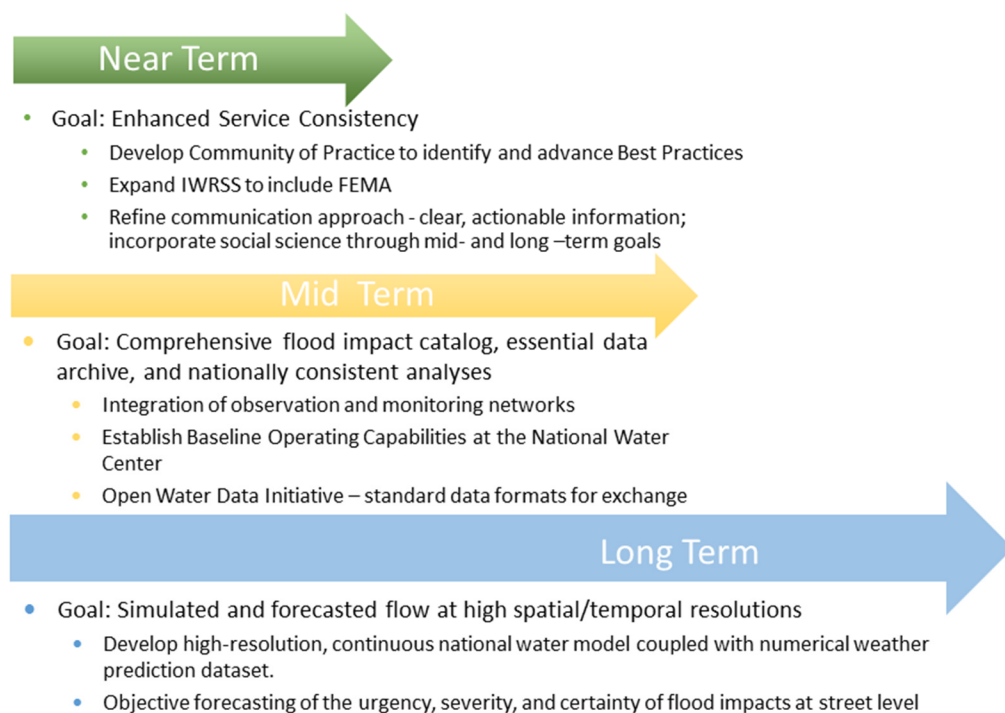 Near Term
• Goal: Enhanced Service Consistency
• Develop Community of Practice to identify and advance Best Practices
• Expand IWRSS to include FEMA
• Refine communication approach - clear, actionable information;
incorporate social science through mid- and long –term goals
Mid Term
• Goal: Comprehensive flood impact catalog, essential data
archive, and nationally consistent analyses
• Integration of observation and monitoring networks
• Establish Baseline Operating Capabilities at the National Water
Center
• Open Water Data Initiative – standard data formats for exchange
Long Term
• Goal: Simulated and forecasted flow at high spatial/temporal resolutions
• Develop high-resolution, continuous national water model coupled with numerical weather
prediction dataset.
• Objective forecasting of the urgency, severity, and certainty of flood impacts at street level